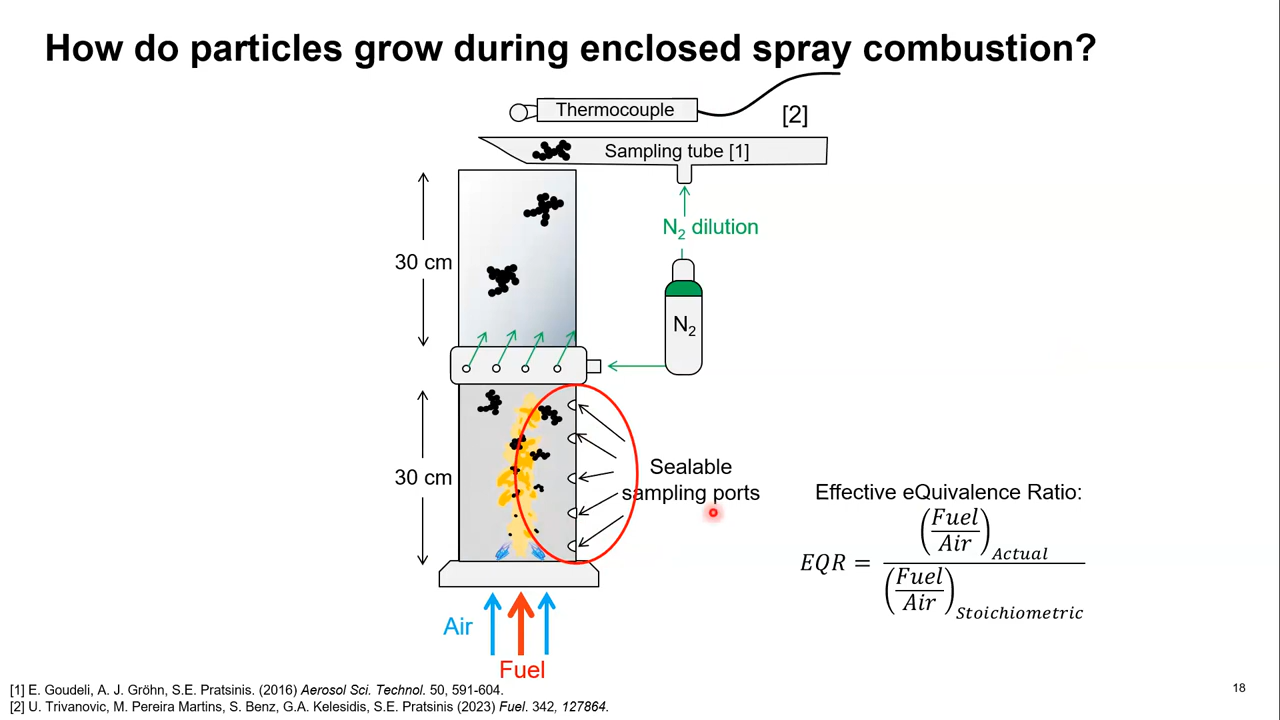 How do particles grow during enclosed spray combustion?
Thermocouple
[2]
Sampling tube [1]
N₂ dilution
30 cm
N₂
30 cm
Sealable
sampling ports
Effective eQuivalence Ratio:
EQR = (Fuel/Air)Actual / (Fuel/Air)Stoichiometric
Air
Fuel
[1] E. Goudeli, A. J. Gröhn, S.E. Pratsinis. (2016) Aerosol Sci. Technol. 50, 591-604.
[2] U. Trivanovic, M. Pereira Martins, S. Benz, G.A. Kelesidis, S.E. Pratsinis (2023) Fuel. 342, 127864.
18